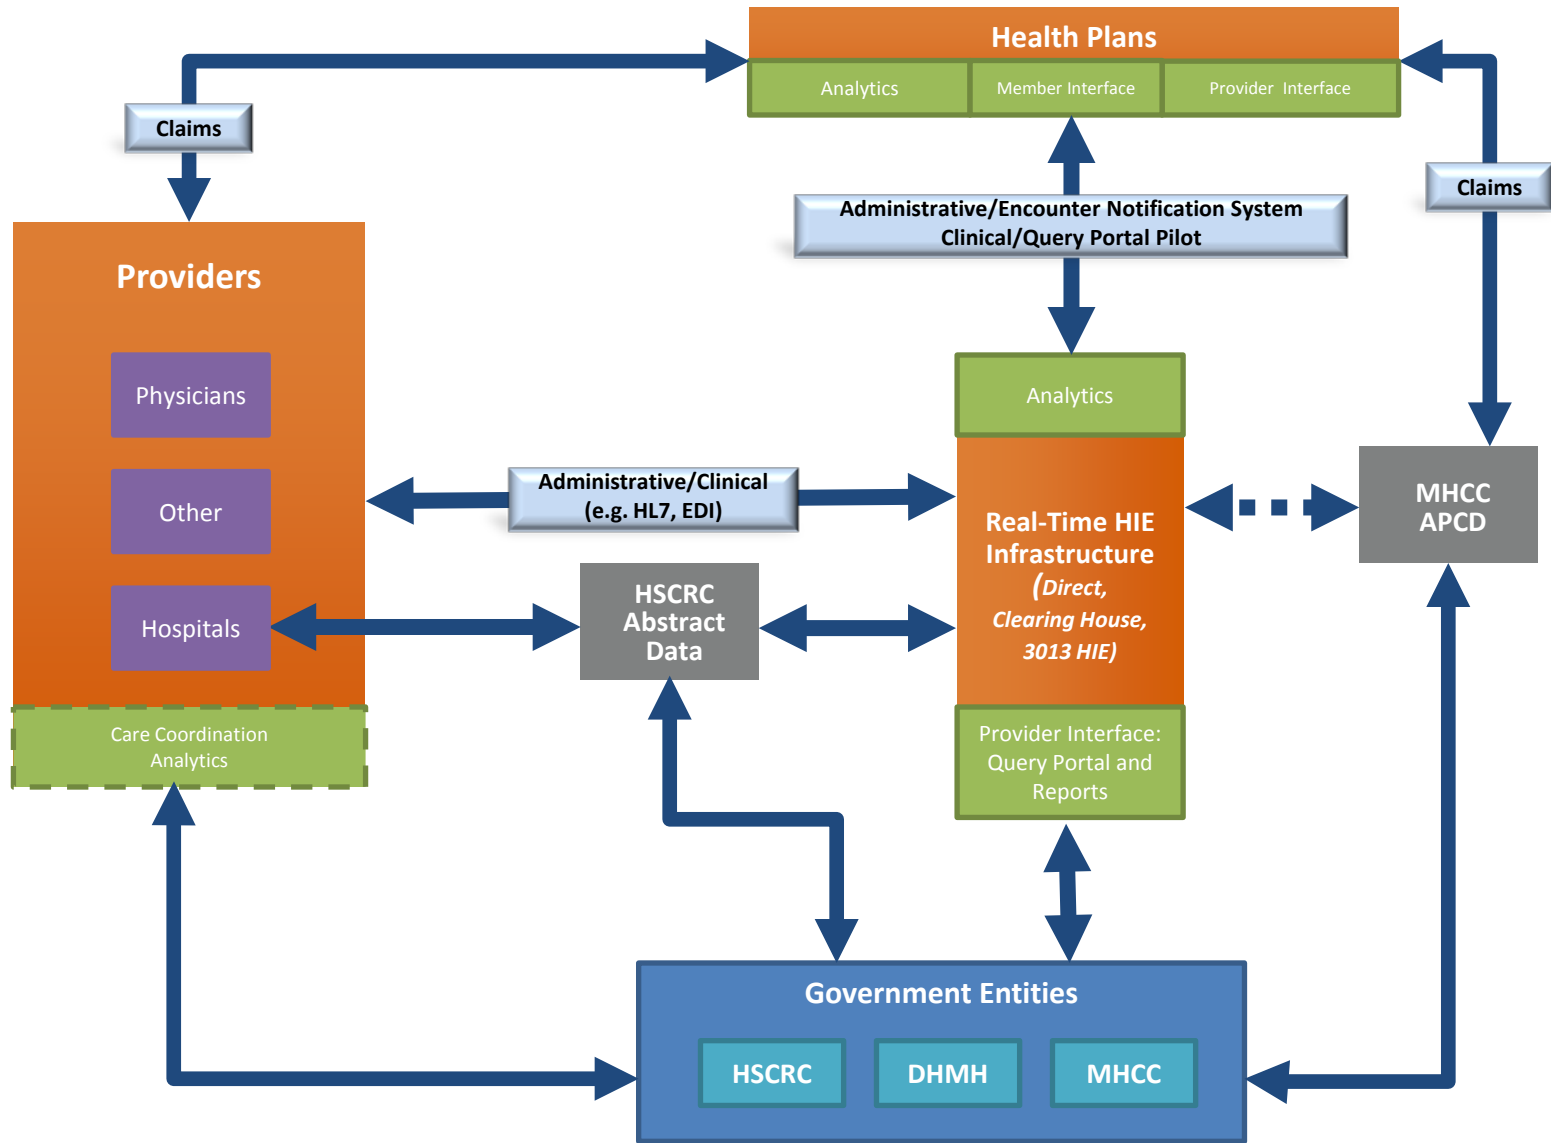 Health Plans
Analytics
Member Interface
Provider Interface
Claims
Claims
Administrative/Encounter Notification System
Clinical/Query Portal Pilot
Providers
Physicians
Other
Hospitals
Care Coordination
Analytics
Administrative/Clinical
(e.g. HL7, EDI)
HSCRC
Abstract
Data
Analytics
Real-Time HIE
Infrastructure
(Direct,
Clearing House,
3013 HIE)
Provider Interface:
Query Portal and
Reports
MHCC
APCD
Government Entities
HSCRC
DHMH
MHCC